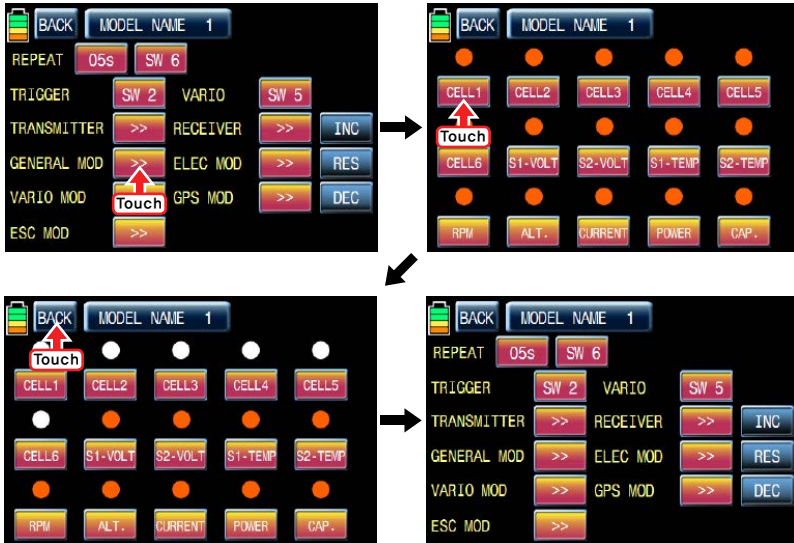 BACK MODEL NAME 1
REPEAT 05s SW 6
TRIGGER SW 2 VARIO SW 5
TRANSMITTER >> RECEIVER >> INC
GENERAL MOD >> ELEC MOD >> RES
VARIO MOD Touch GPS MOD >> DEC
ESC MOD >>
BACK MODEL NAME 1
CELL1 CELL2 CELL3 CELL4 CELL5
Touch
CELL6 S1-VOLT S2-VOLT S1-TEMP S2-TEMP
RPM ALT. CURRENT POWER CAP.
BACK MODEL NAME 1
Touch
CELL1 CELL2 CELL3 CELL4 CELL5
CELL6 S1-VOLT S2-VOLT S1-TEMP S2-TEMP
RPM ALT. CURRENT POWER CAP.
BACK MODEL NAME 1
REPEAT 05s SW 6
TRIGGER SW 2 VARIO SW 5
TRANSMITTER >> RECEIVER >> INC
GENERAL MOD >> ELEC MOD >> RES
VARIO MOD >> GPS MOD >> DEC
ESC MOD >>